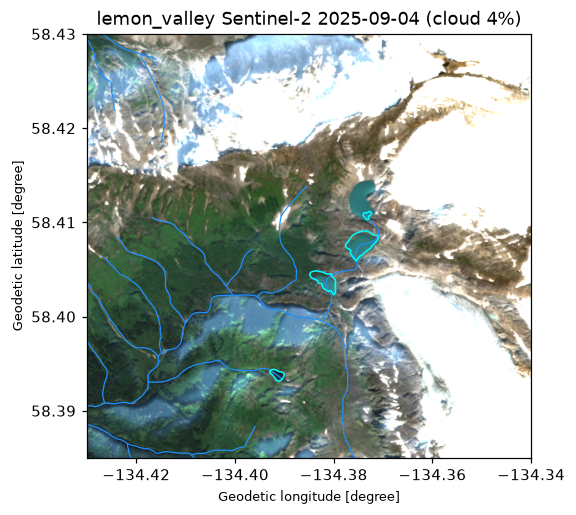 lemon_valley Sentinel-2 2025-09-04 (cloud 4%)
58.43
58.42
58.41
58.40
58.39
Geodetic latitude [degree]
−134.42 −134.40 −134.38 −134.36 −134.34
Geodetic longitude [degree]